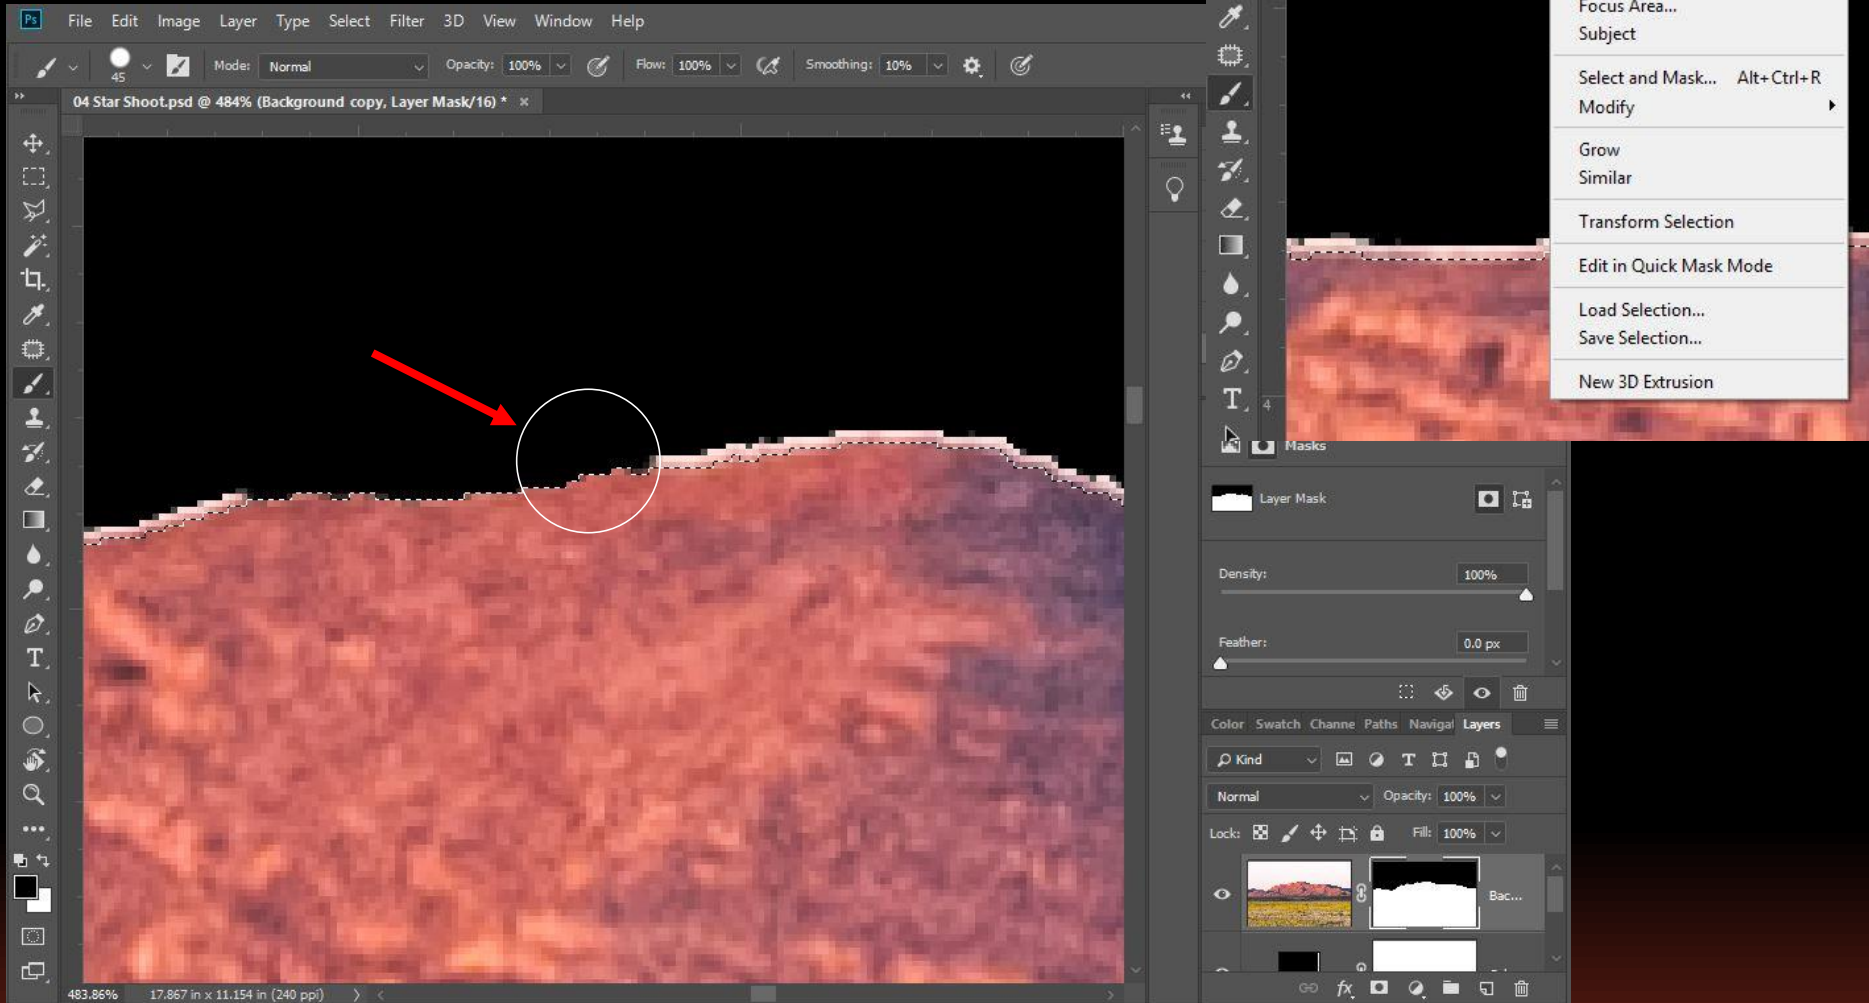 Ps File Edit Image Layer Type Select Filter 3D View Window Help
45 Mode: Normal Opacity: 100% Flow: 100% Smoothing: 10%
04 Star Shoot.psd @ 484% (Background copy, Layer Mask/16) * ×
483.86% 17.867 in x 11.154 in (240 ppi)
Focus Area...
Subject
Select and Mask... Alt+Ctrl+R
Modify
Grow
Similar
Transform Selection
Edit in Quick Mask Mode
Load Selection...
Save Selection...
New 3D Extrusion
4
Masks
Layer Mask
Density: 100%
Feather: 0.0 px
Color Swatch Channe Paths Navigat Layers
Kind
Normal Opacity: 100%
Lock: Fill: 100%
Bac...